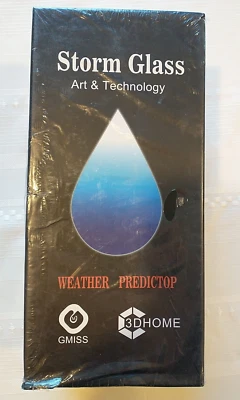 Storm Glass
Art & Technology
WEATHER PREDICTOP
GMISS
3DHOME